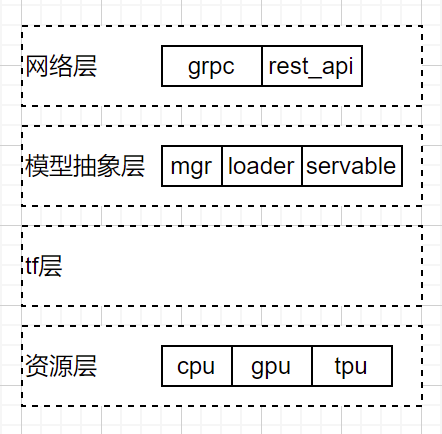 网络层 grpc rest_api
模型抽象层 mgr loader servable
tf层
资源层 cpu gpu tpu